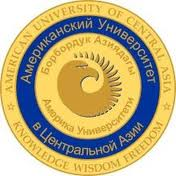 AMERICAN UNIVERSITY OF CENTRAL ASIA
Американский Университет
в Центральной Азии
Борбордук Азиядагы
Америка Университети
KNOWLEDGE WISDOM FREEDOM